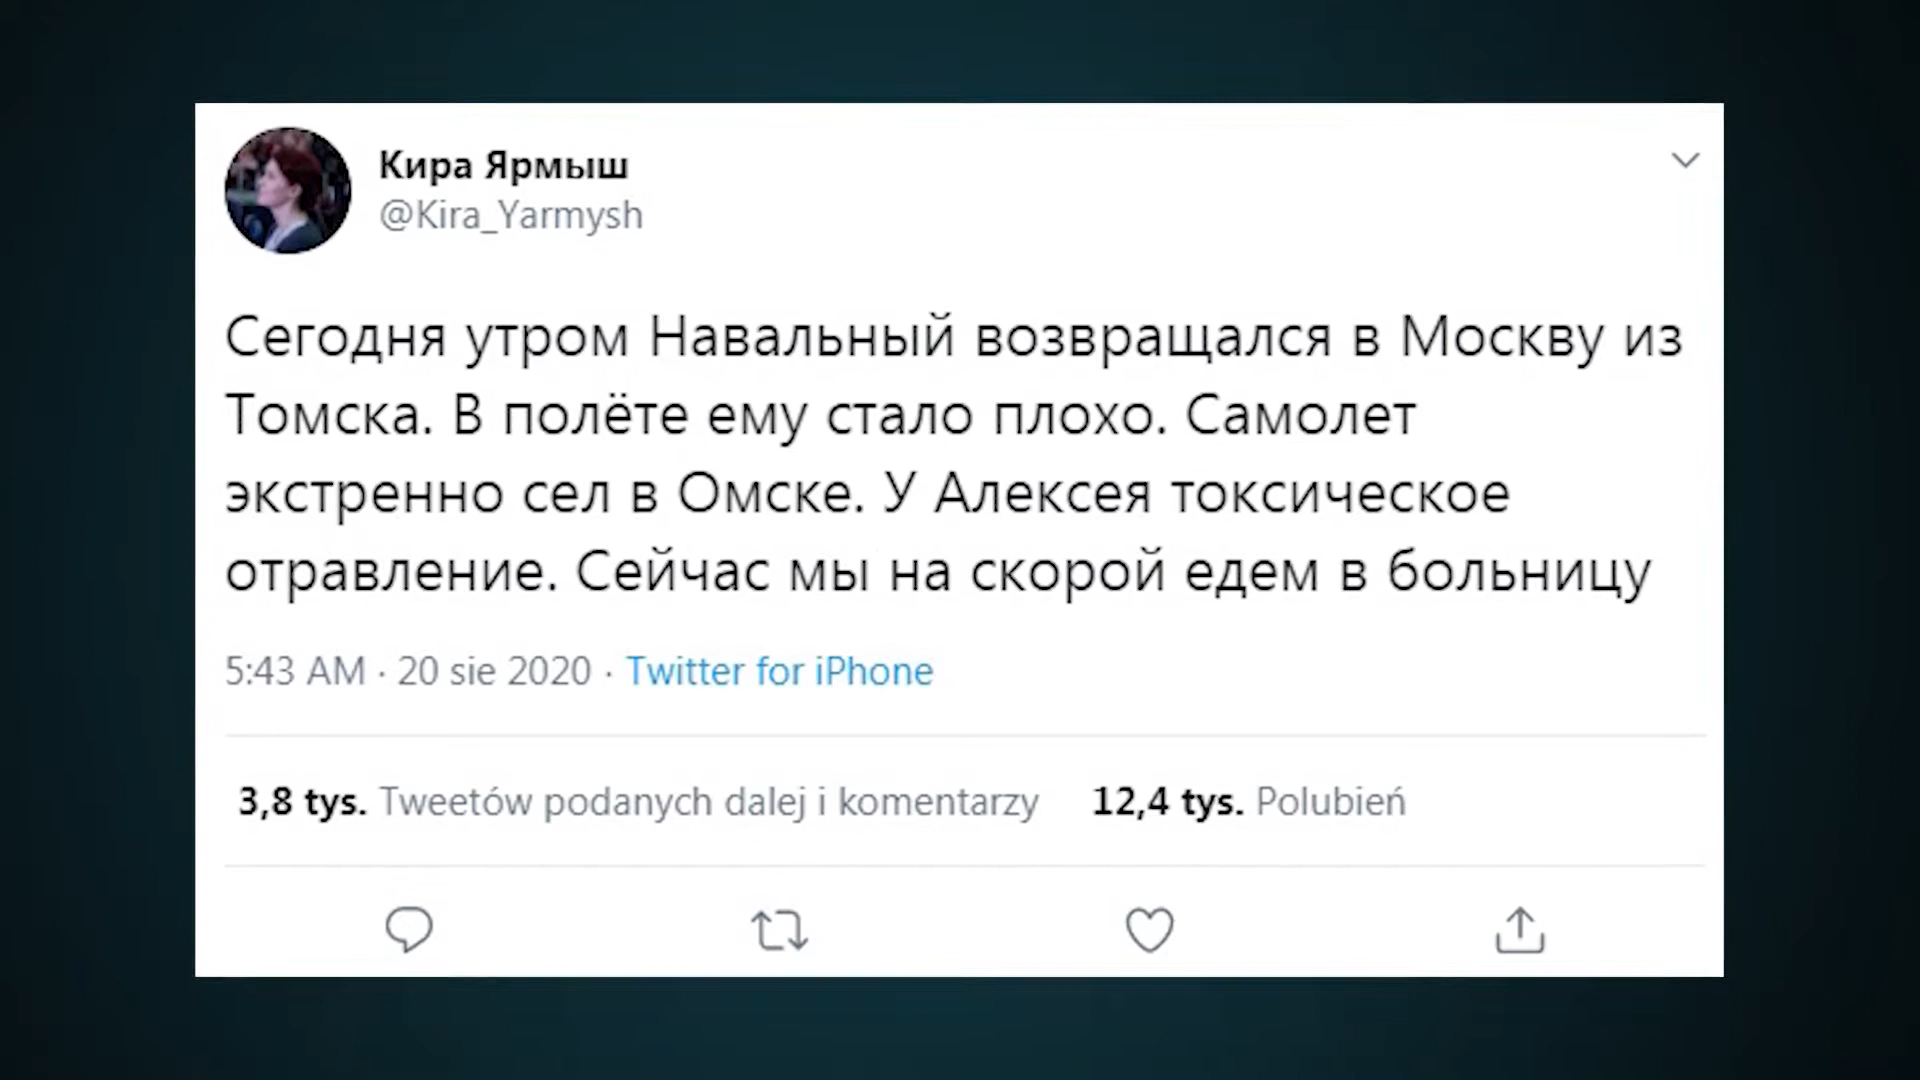 Кира Ярмыш
@Kira_Yarmysh
Сегодня утром Навальный возвращался в Москву из
Томска. В полёте ему стало плохо. Самолет
экстренно сел в Омске. У Алексея токсическое
отравление. Сейчас мы на скорой едем в больницу
5:43 AM · 20 sie 2020 · Twitter for iPhone
3,8 tys. Tweetów podanych dalej i komentarzy 12,4 tys. Polubień